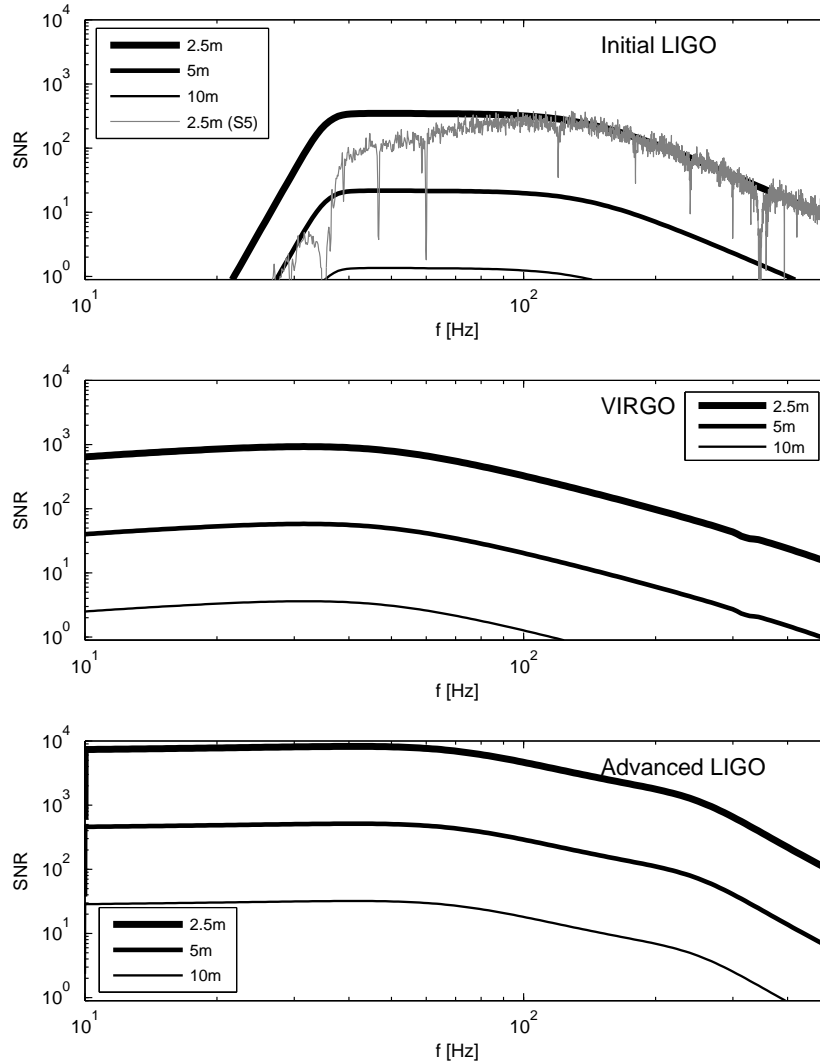 10^4
10^3
10^2
10^1
10^0
SNR
2.5m
5m
10m
2.5m (S5)
Initial LIGO
10^1
10^2
f [Hz]
10^4
10^3
10^2
10^1
10^0
SNR
VIRGO
2.5m
5m
10m
10^1
10^2
f [Hz]
10^4
10^3
10^2
10^1
10^0
SNR
Advanced LIGO
2.5m
5m
10m
10^1
10^2
f [Hz]